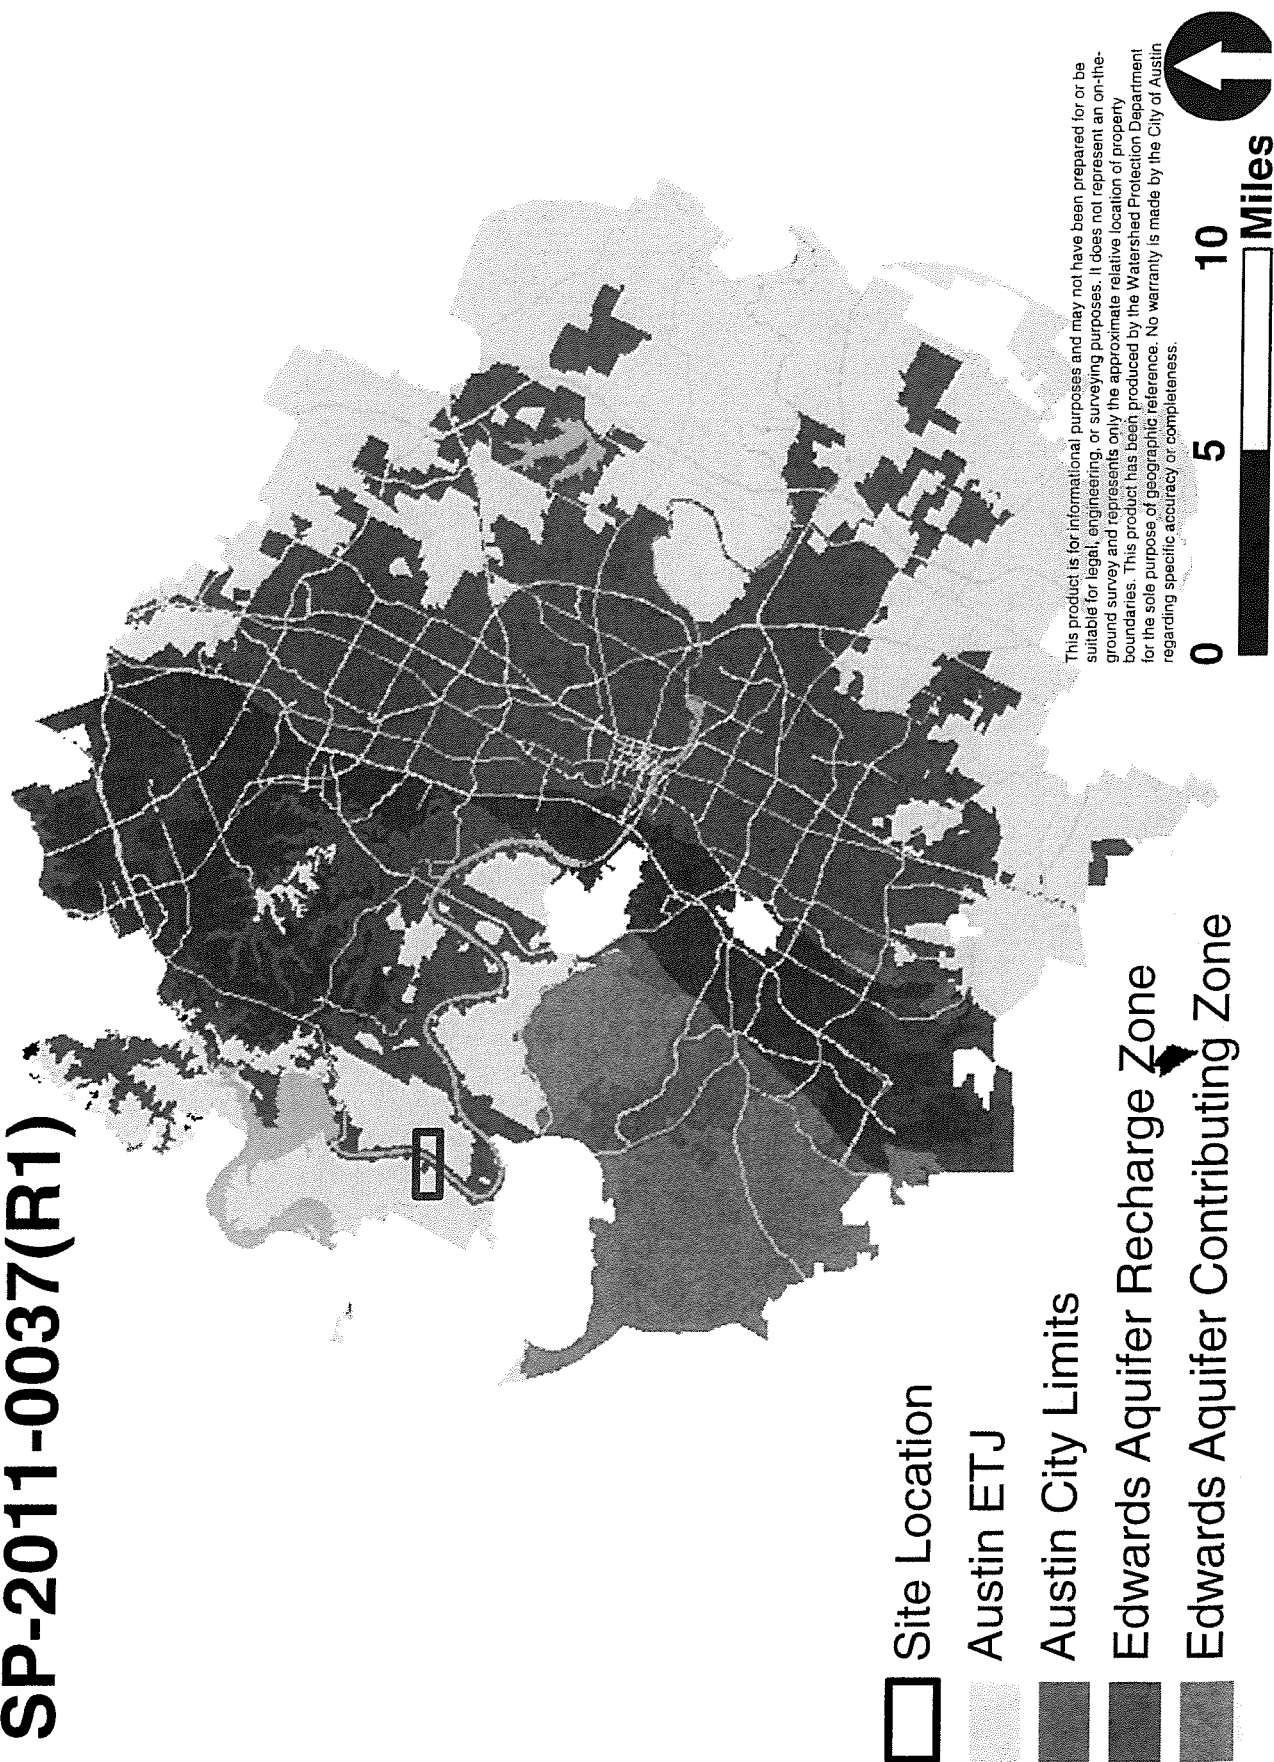 SP-2011-0037(R1)
Site Location
Austin ETJ
Austin City Limits
Edwards Aquifer Recharge Zone
Edwards Aquifer Contributing Zone
This product is for informational purposes and may not have been prepared for or be
suitable for legal, engineering, or surveying purposes. It does not represent an on-the-
ground survey and represents only the approximate relative location of property
boundaries. This product has been produced by the Watershed Protection Department
for the sole purpose of geographic reference. No warranty is made by the City of Austin
regarding specific accuracy or completeness.
0 5 10
Miles